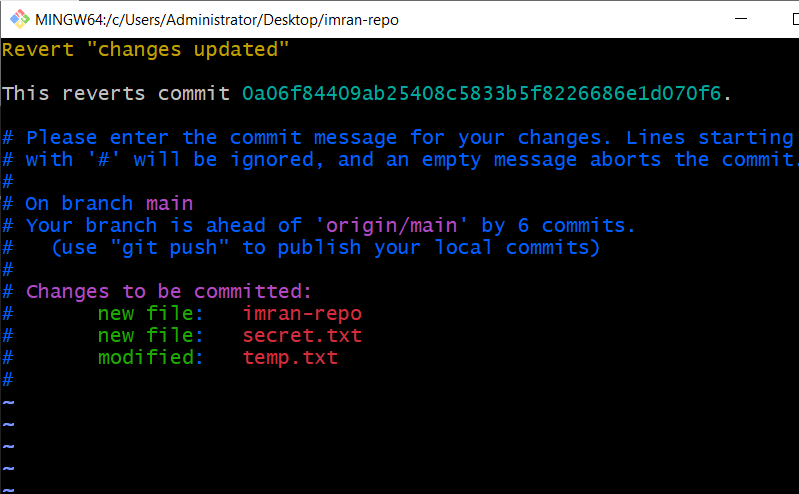 MINGW64:/c/Users/Administrator/Desktop/imran-repo
Revert "changes updated"
This reverts commit 0a06f84409ab25408c5833b5f8226686e1d070f6.
# Please enter the commit message for your changes. Lines starting
# with '#' will be ignored, and an empty message aborts the commit.
#
# On branch main
# Your branch is ahead of 'origin/main' by 6 commits.
#   (use "git push" to publish your local commits)
#
# Changes to be committed:
#       new file:   imran-repo
#       new file:   secret.txt
#       modified:   temp.txt
#
~
~
~
~
~